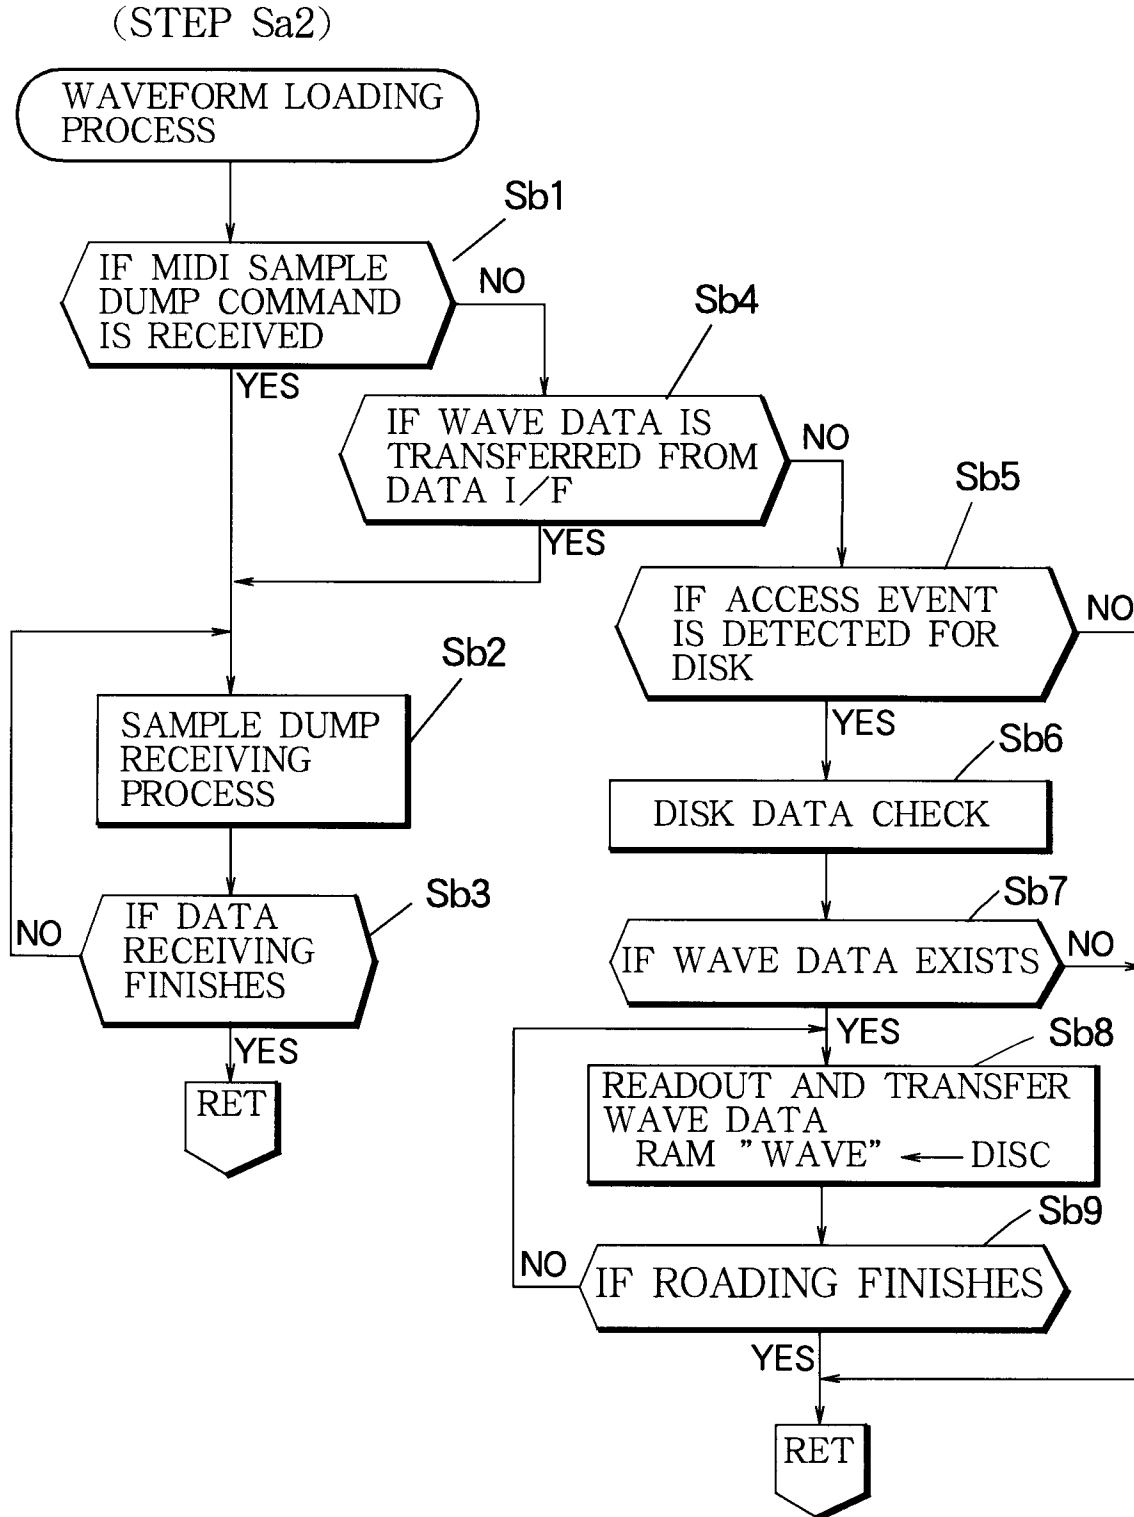 (STEP Sa2)
WAVEFORM LOADING
PROCESS
Sb1
IF MIDI SAMPLE
DUMP COMMAND
IS RECEIVED
NO
YES
Sb4
IF WAVE DATA IS
TRANSFERRED FROM
DATA I/F
NO
YES
Sb5
IF ACCESS EVENT
IS DETECTED FOR
DISK
NO
YES
Sb2
SAMPLE DUMP
RECEIVING
PROCESS
Sb3
IF DATA
RECEIVING
FINISHES
NO
YES
RET
Sb6
DISK DATA CHECK
Sb7
IF WAVE DATA EXISTS
NO
YES
Sb8
READOUT AND TRANSFER
WAVE DATA
RAM "WAVE" ← DISC
Sb9
IF ROADING FINISHES
NO
YES
RET